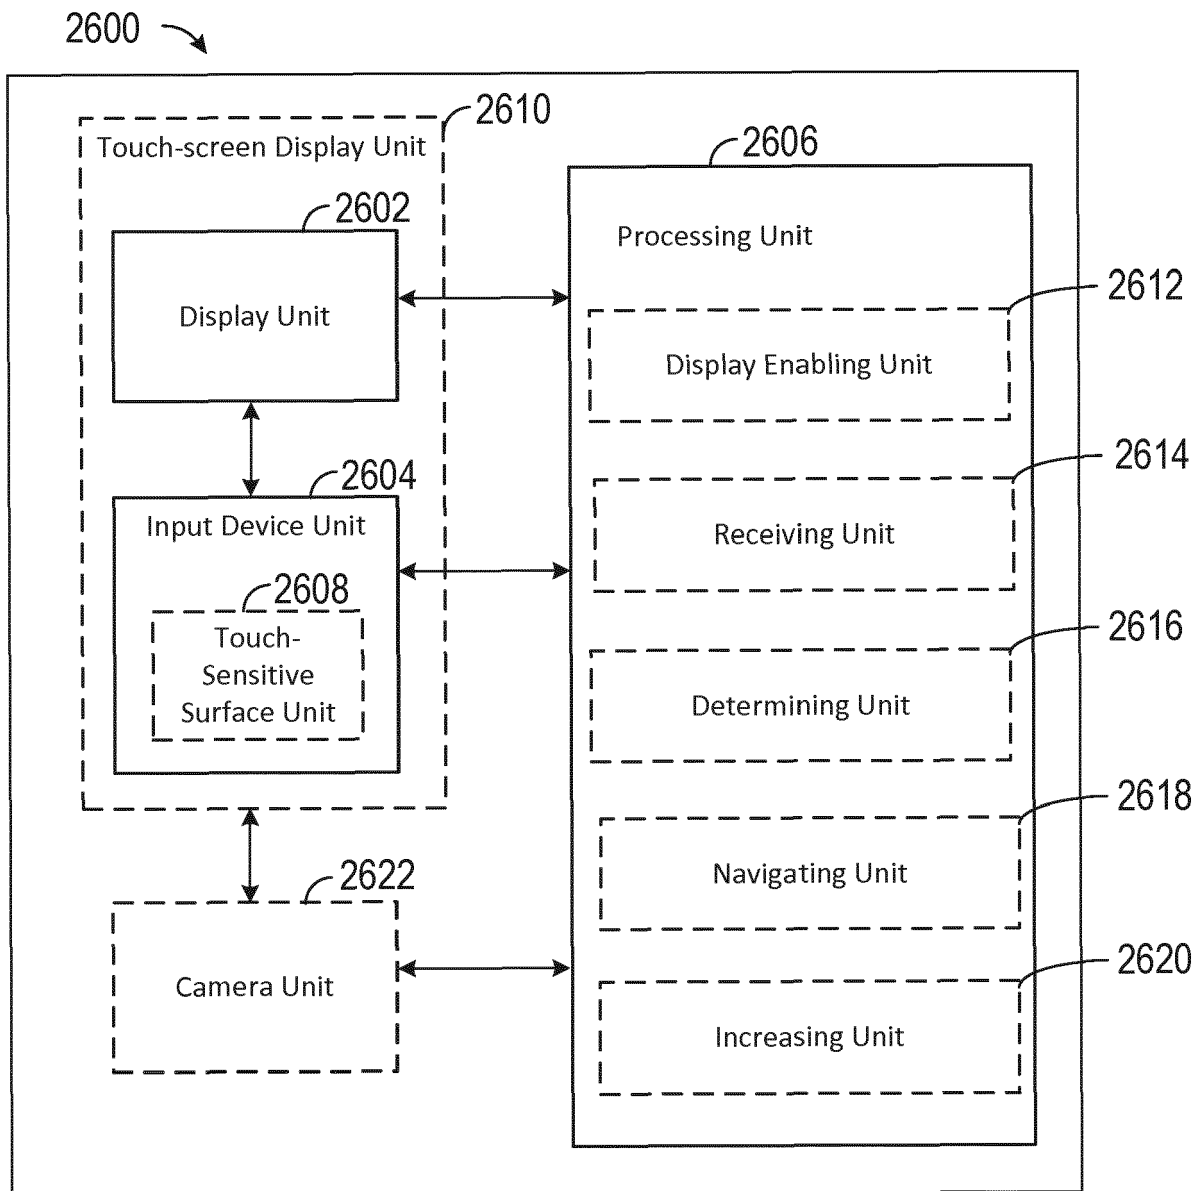 2600
2610
Touch-screen Display Unit
2602
Display Unit
2604
Input Device Unit
2608
Touch-
Sensitive
Surface Unit
2622
Camera Unit
2606
Processing Unit
2612
Display Enabling Unit
2614
Receiving Unit
2616
Determining Unit
2618
Navigating Unit
2620
Increasing Unit